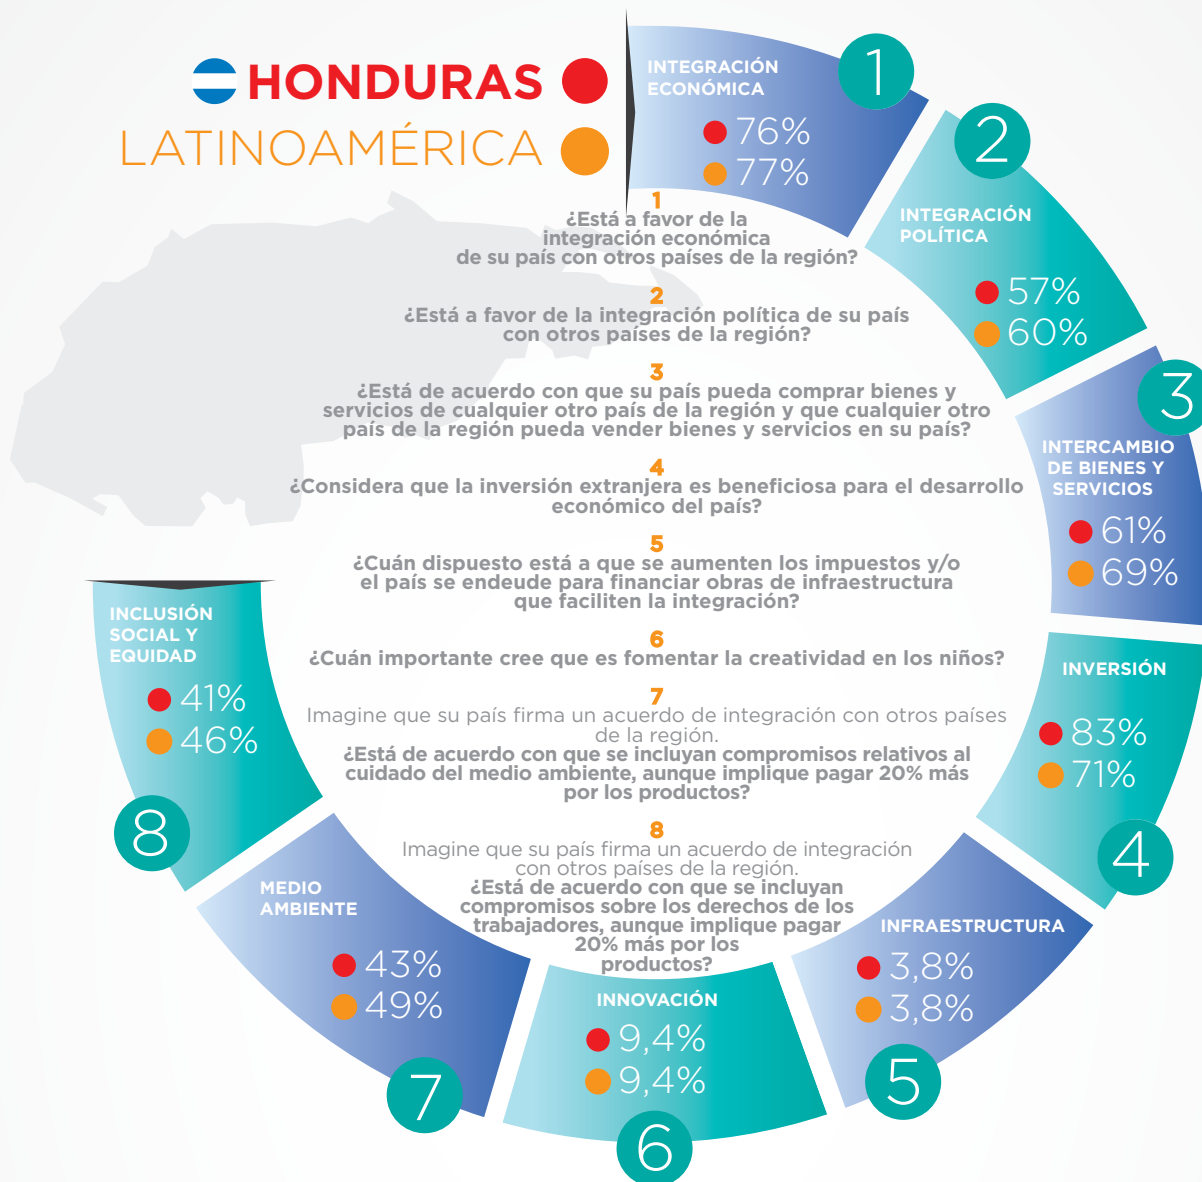 HONDURAS
LATINOAMÉRICA
INTEGRACIÓN
ECONÓMICA
76%
77%
1
2
INTEGRACIÓN
POLÍTICA
57%
60%
3
INTERCAMBIO
DE BIENES Y
SERVICIOS
61%
69%
INVERSIÓN
83%
71%
4
INFRAESTRUCTURA
3,8%
3,8%
5
INNOVACIÓN
9,4%
9,4%
6
MEDIO
AMBIENTE
43%
49%
7
INCLUSIÓN
SOCIAL Y
EQUIDAD
41%
46%
8
1
¿Está a favor de la
integración económica
de su país con otros países de la región?
2
¿Está a favor de la integración política de su país
con otros países de la región?
3
¿Está de acuerdo con que su país pueda comprar bienes y
servicios de cualquier otro país de la región y que cualquier otro
país de la región pueda vender bienes y servicios en su país?
4
¿Considera que la inversión extranjera es beneficiosa para el desarrollo
económico del país?
5
¿Cuán dispuesto está a que se aumenten los impuestos y/o
el país se endeude para financiar obras de infraestructura
que faciliten la integración?
6
¿Cuán importante cree que es fomentar la creatividad en los niños?
7
Imagine que su país firma un acuerdo de integración con otros países
de la región.
¿Está de acuerdo con que se incluyan compromisos relativos al
cuidado del medio ambiente, aunque implique pagar 20% más
por los productos?
8
Imagine que su país firma un acuerdo de integración
con otros países de la región.
¿Está de acuerdo con que se incluyan
compromisos sobre los derechos de los
trabajadores, aunque implique pagar
20% más por los
productos?